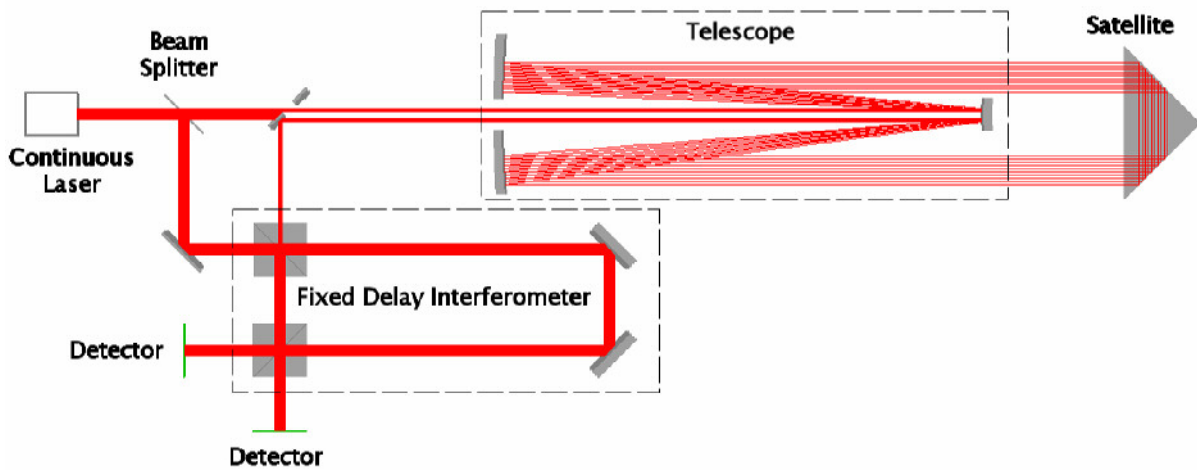 Telescope
Satellite
Beam
Splitter
Continuous
Laser
Fixed Delay Interferometer
Detector
Detector